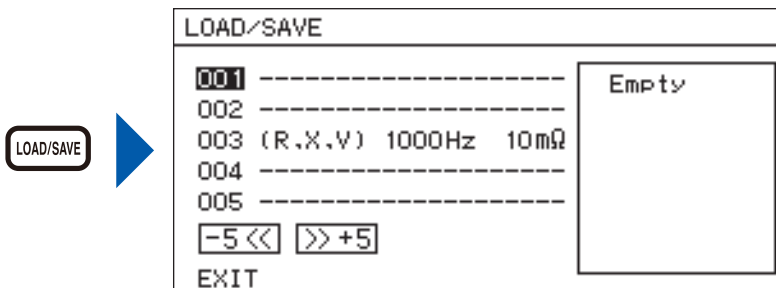 LOAD/SAVE
LOAD/SAVE
001 --------------------
002 --------------------
003 (R,X,V) 1000Hz 10mΩ
004 --------------------
005 --------------------
-5 << >> +5
EXIT
Empty